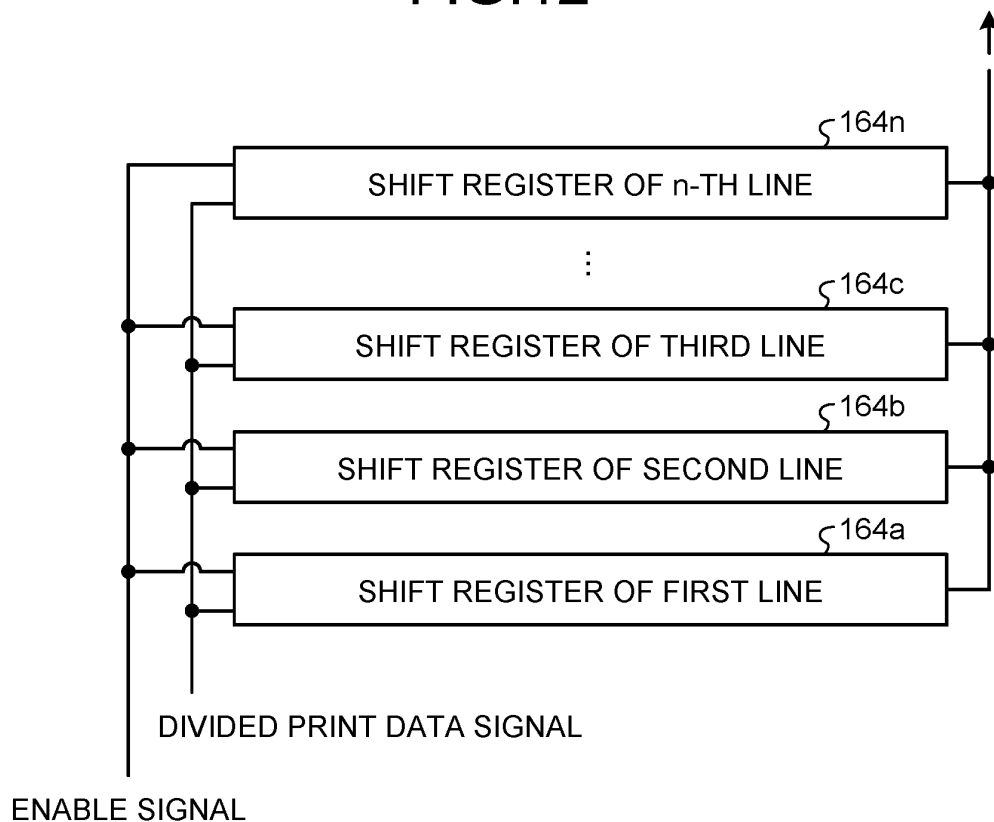 164n
SHIFT REGISTER OF n-TH LINE
⋮
164c
SHIFT REGISTER OF THIRD LINE
164b
SHIFT REGISTER OF SECOND LINE
164a
SHIFT REGISTER OF FIRST LINE
DIVIDED PRINT DATA SIGNAL
ENABLE SIGNAL